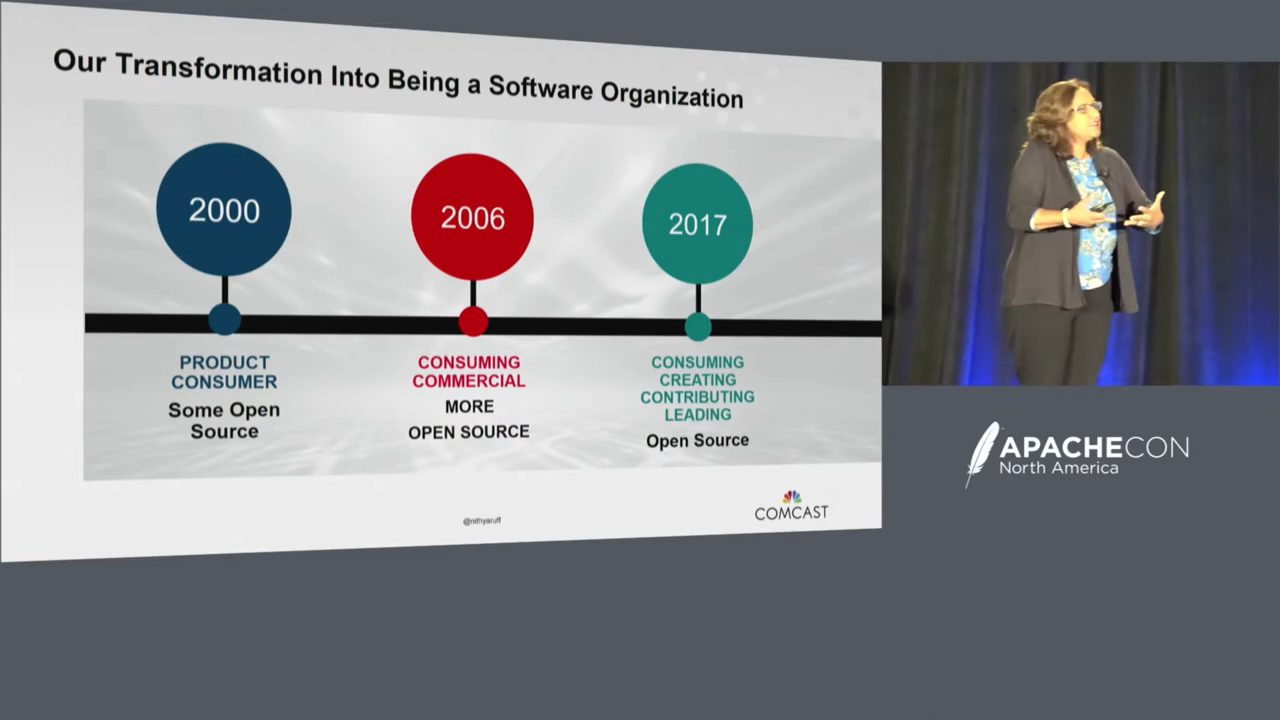 Our Transformation Into Being a Software Organization
2000
2006
2017
PRODUCT
CONSUMER
Some Open
Source
CONSUMING
COMMERCIAL
MORE
OPEN SOURCE
CONSUMING
CREATING
CONTRIBUTING
LEADING
Open Source
@nithyaruff
COMCAST
APACHECON
North America